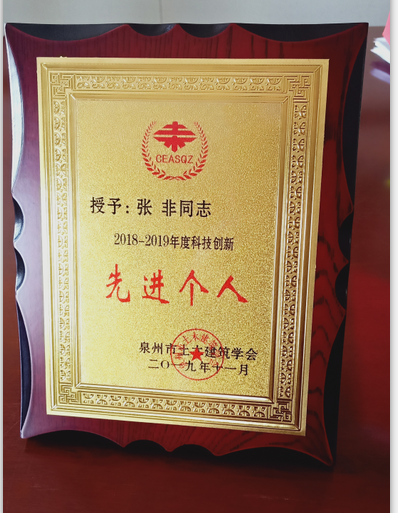 CEASQZ
授予：张 非同志
2018-2019年度科技创新
先进个人
泉州市土木建筑学会
二〇一九年十一月